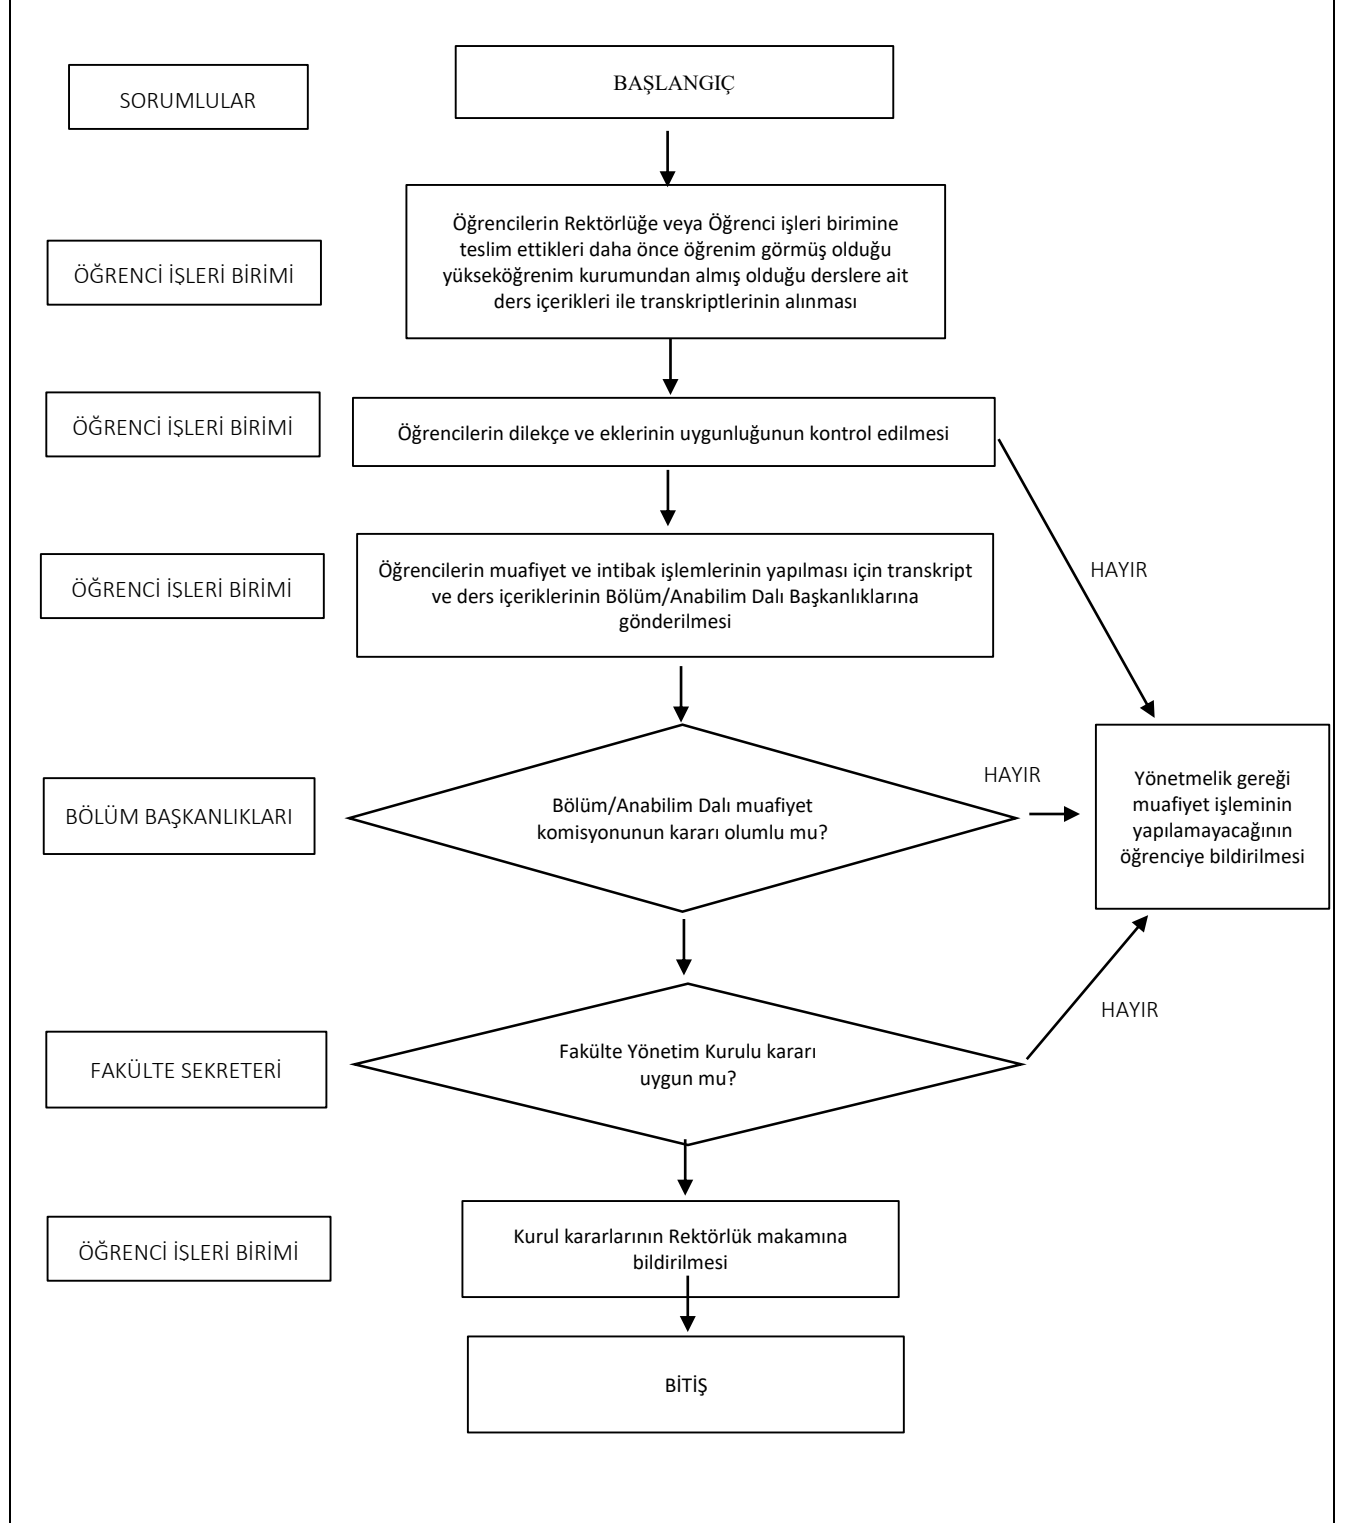 SORUMLULAR
BAŞLANGIÇ
ÖĞRENCİ İŞLERİ BİRİMİ
Öğrencilerin Rektörlüğe veya Öğrenci işleri birimine
teslim ettikleri daha önce öğrenim görmüş olduğu
yükseköğrenim kurumundan almış olduğu derslere ait
ders içerikleri ile transkriptlerinin alınması
ÖĞRENCİ İŞLERİ BİRİMİ
Öğrencilerin dilekçe ve eklerinin uygunluğunun kontrol edilmesi
ÖĞRENCİ İŞLERİ BİRİMİ
Öğrencilerin muafiyet ve intibak işlemlerinin yapılması için transkript
ve ders içeriklerinin Bölüm/Anabilim Dalı Başkanlıklarına
gönderilmesi
HAYIR
BÖLÜM BAŞKANLIKLARI
Bölüm/Anabilim Dalı muafiyet
komisyonunun kararı olumlu mu?
HAYIR
Yönetmelik gereği
muafiyet işleminin
yapılamayacağının
öğrenciye bildirilmesi
FAKÜLTE SEKRETERİ
Fakülte Yönetim Kurulu kararı
uygun mu?
HAYIR
ÖĞRENCİ İŞLERİ BİRİMİ
Kurul kararlarının Rektörlük makamına
bildirilmesi
BİTİŞ